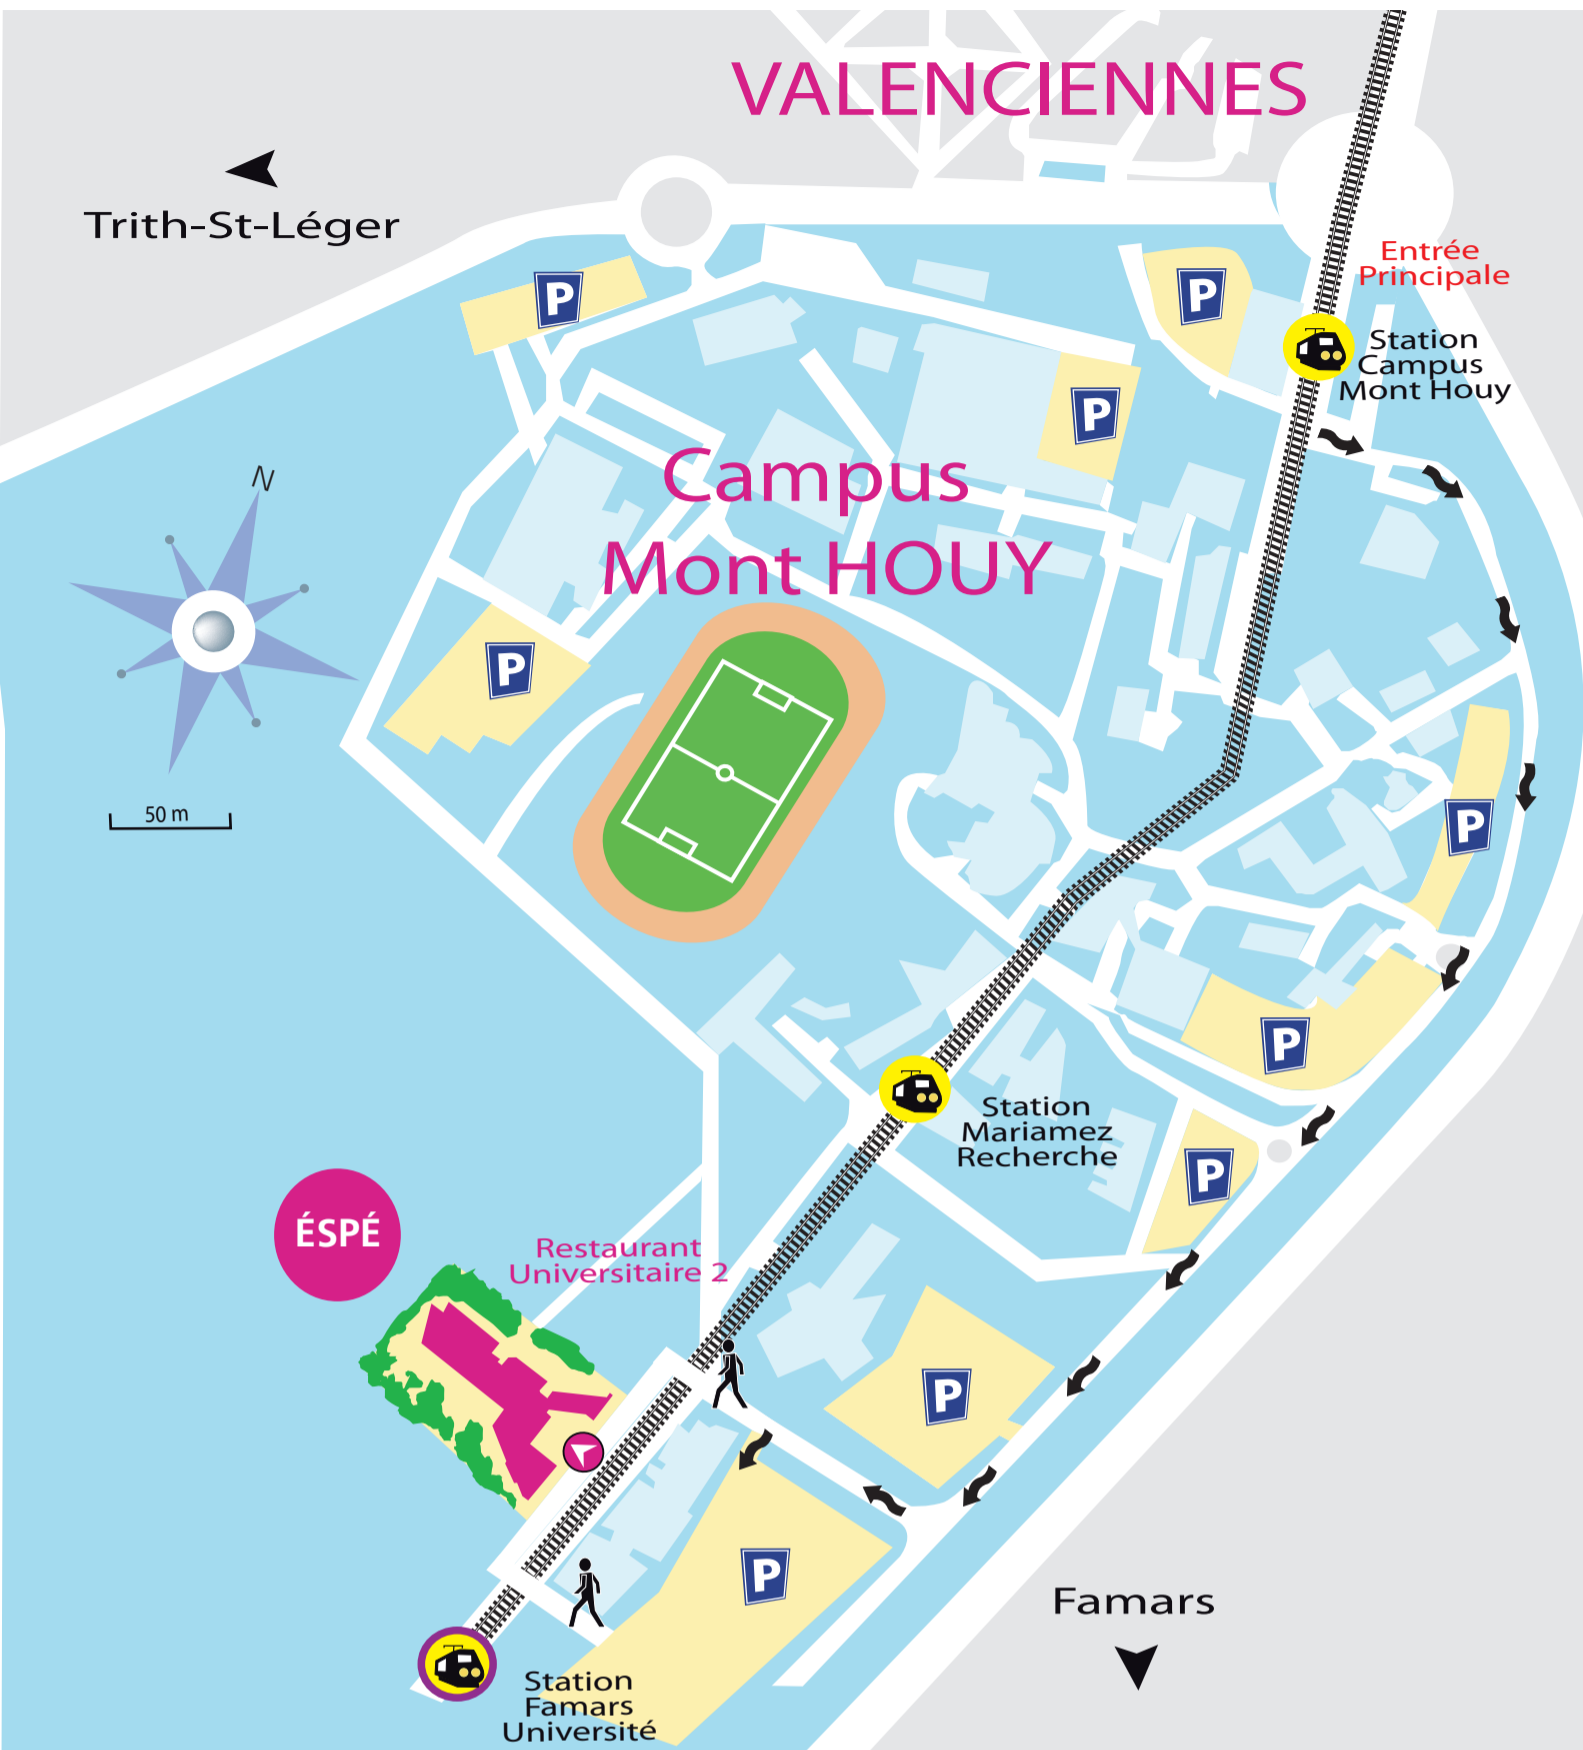 VALENCIENNES
Trith-St-Léger
Entrée
Principale
P
P
Station
Campus
Mont Houy
P
Campus
Mont HOUY
N
P
50 m
P
P
Station
Mariamez
Recherche
P
ÉSPÉ
Restaurant
Universitaire 2
P
P
Famars
Station
Famars
Université